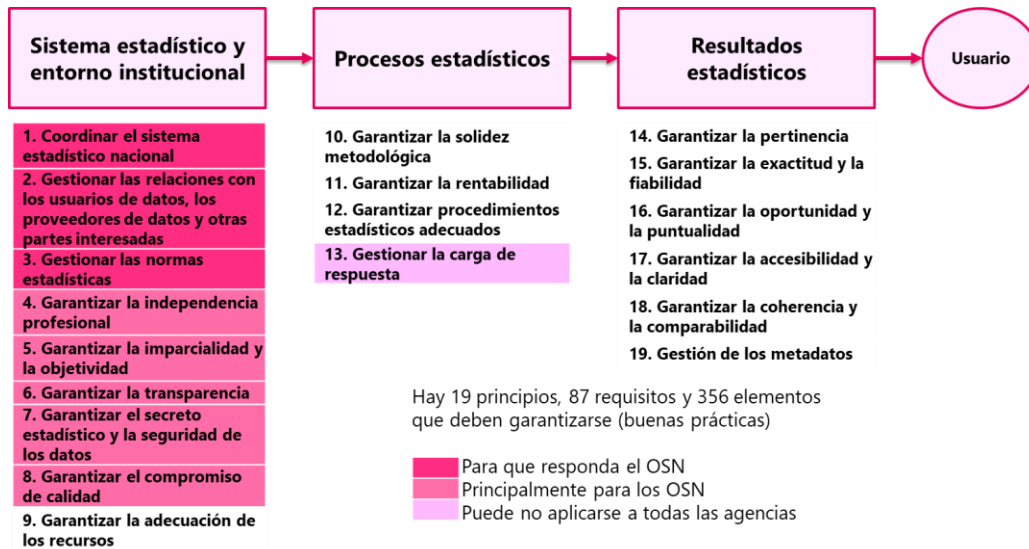 Sistema estadístico y
entorno institucional
Procesos estadísticos
Resultados
estadísticos
Usuario
1. Coordinar el sistema
estadístico nacional
2. Gestionar las relaciones con
los usuarios de datos, los
proveedores de datos y otras
partes interesadas
3. Gestionar las normas
estadísticas
4. Garantizar la independencia
profesional
5. Garantizar la imparcialidad y
la objetividad
6. Garantizar la transparencia
7. Garantizar el secreto
estadístico y la seguridad de
los datos
8. Garantizar el compromiso
de calidad
9. Garantizar la adecuación de
los recursos
10. Garantizar la solidez
metodológica
11. Garantizar la rentabilidad
12. Garantizar procedimientos
estadísticos adecuados
13. Gestionar la carga de
respuesta
14. Garantizar la pertinencia
15. Garantizar la exactitud y la
fiabilidad
16. Garantizar la oportunidad y
la puntualidad
17. Garantizar la accesibilidad y
la claridad
18. Garantizar la coherencia y
la comparabilidad
19. Gestión de los metadatos
Hay 19 principios, 87 requisitos y 356 elementos
que deben garantizarse (buenas prácticas)
Para que responda el OSN
Principalmente para los OSN
Puede no aplicarse a todas las agencias